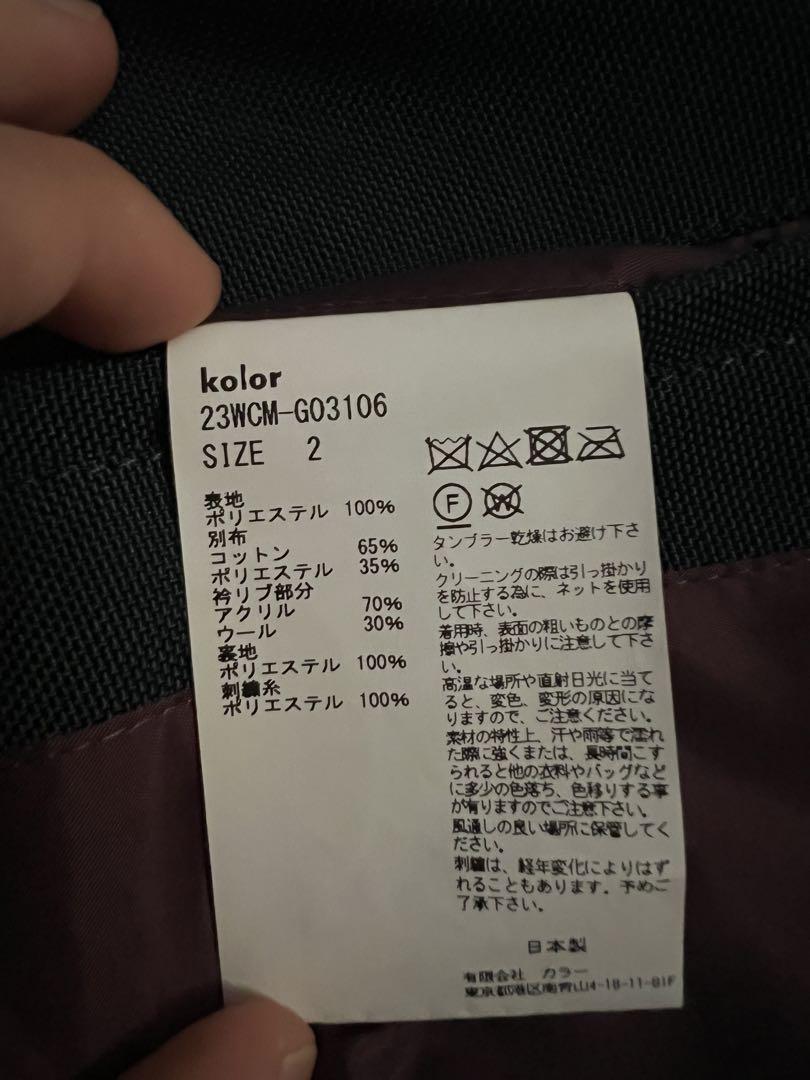 kolor
23WCM-G03106
SIZE 2
表地
ポリエステル 100%
別布
コットン 65%
ポリエステル 35%
衿リブ部分
アクリル 70%
ウール 30%
裏地
ポリエステル 100%
刺繍糸
ポリエステル 100%
F
W
タンブラー乾燥はお避け下さ
い。
クリーニングの際は引っ掛かり
を防止する為に、ネットを使用
して下さい。
着用時、表面の粗いものとの摩
擦や引っ掛かりに注意して下さ
い。
高温な場所や直射日光に当て
ると、変色、変形の原因にな
りますので、ご注意ください。
素材の特性上、汗や雨等で濡れ
た際に強くまたは、長時間こす
られると他の衣料やバッグなど
に多少の色落ち、色移りする事
が有りますのでご注意下さい。
風通しの良い場所に保管してく
ださい。
刺繍は、経年変化によりはず
れることもあります。予めご
了承下さい。
日本製
有限会社 カラー
東京都港区南青山4-18-11-B1F